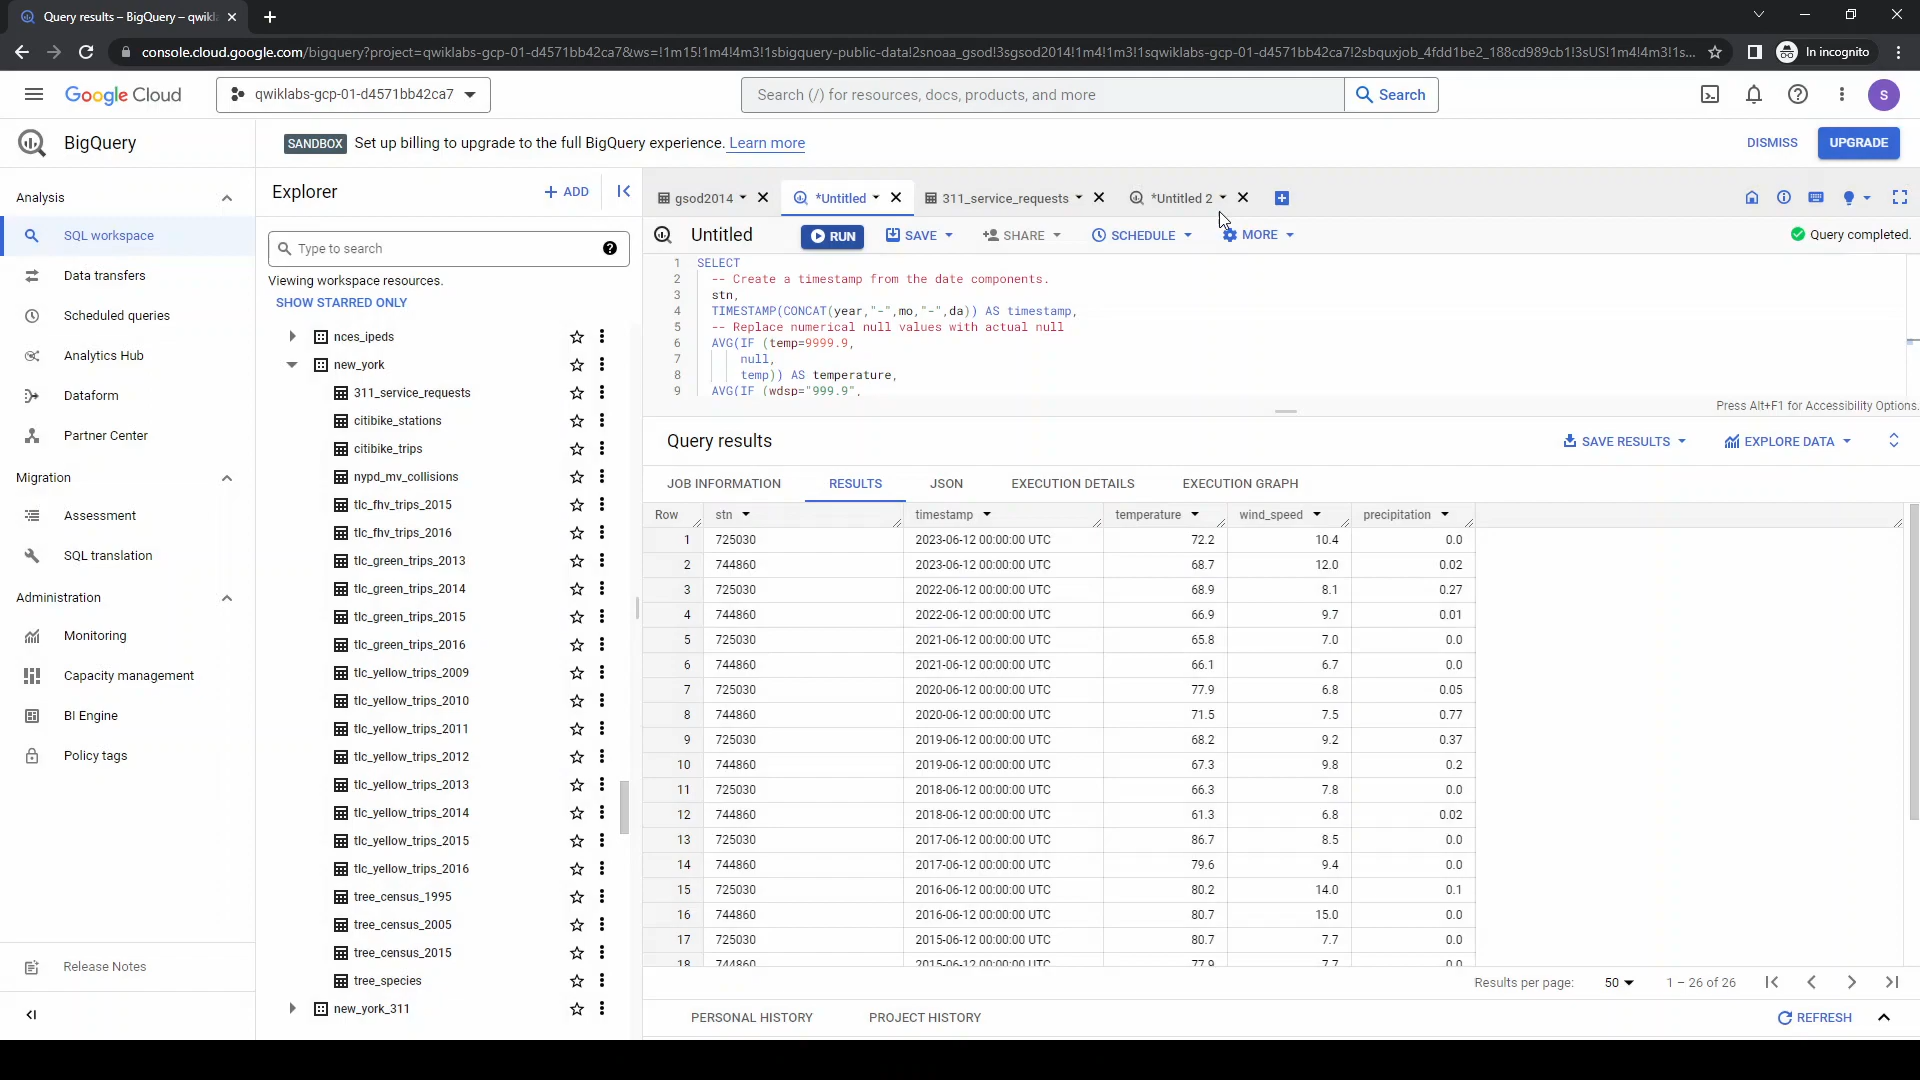 Query results – BigQuery – qwikl
console.cloud.google.com/bigquery?project=qwiklabs-gcp-01-d4571bb42ca7&ws=!1m15!1m4!4m3!1sbigquery-public-data!2snoaa_gsod!3sgsod2014!1m4!1m3!1sqwiklabs-gcp-01-d4571bb42ca7!2sbquxjob_4fdd1be2_188cd989cb1!3sUS!1m4!4m3!1s...
In incognito
Google Cloud
qwiklabs-gcp-01-d4571bb42ca7
Search (/) for resources, docs, products, and more
Search
S
BigQuery
SANDBOX Set up billing to upgrade to the full BigQuery experience. Learn more
DISMISS
UPGRADE
Analysis
SQL workspace
Data transfers
Scheduled queries
Analytics Hub
Dataform
Partner Center
Migration
Assessment
SQL translation
Administration
Monitoring
Capacity management
BI Engine
Policy tags
Release Notes
Explorer
+ ADD
Type to search
Viewing workspace resources.
SHOW STARRED ONLY
nces_ipeds
new_york
311_service_requests
citibike_stations
citibike_trips
nypd_mv_collisions
tlc_fhv_trips_2015
tlc_fhv_trips_2016
tlc_green_trips_2013
tlc_green_trips_2014
tlc_green_trips_2015
tlc_green_trips_2016
tlc_yellow_trips_2009
tlc_yellow_trips_2010
tlc_yellow_trips_2011
tlc_yellow_trips_2012
tlc_yellow_trips_2013
tlc_yellow_trips_2014
tlc_yellow_trips_2015
tlc_yellow_trips_2016
tree_census_1995
tree_census_2005
tree_census_2015
tree_species
new_york_311
gsod2014 *Untitled 311_service_requests *Untitled 2
Untitled RUN SAVE SHARE SCHEDULE MORE Query completed.
1 SELECT
2 -- Create a timestamp from the date components.
3 stn,
4 TIMESTAMP(CONCAT(year,"-",mo,"-",da)) AS timestamp,
5 -- Replace numerical null values with actual null
6 AVG(IF (temp=9999.9,
7 null,
8 temp)) AS temperature,
9 AVG(IF (wdsp="999.9",
Press Alt+F1 for Accessibility Options.
Query results SAVE RESULTS EXPLORE DATA
JOB INFORMATION RESULTS JSON EXECUTION DETAILS EXECUTION GRAPH
Row stn timestamp temperature wind_speed precipitation
1 725030 2023-06-12 00:00:00 UTC 72.2 10.4 0.0
2 744860 2023-06-12 00:00:00 UTC 68.7 12.0 0.02
3 725030 2022-06-12 00:00:00 UTC 68.9 8.1 0.27
4 744860 2022-06-12 00:00:00 UTC 66.9 9.7 0.01
5 725030 2021-06-12 00:00:00 UTC 65.8 7.0 0.0
6 744860 2021-06-12 00:00:00 UTC 66.1 6.7 0.0
7 725030 2020-06-12 00:00:00 UTC 77.9 6.8 0.05
8 744860 2020-06-12 00:00:00 UTC 71.5 7.5 0.77
9 725030 2019-06-12 00:00:00 UTC 68.2 9.2 0.37
10 744860 2019-06-12 00:00:00 UTC 67.3 9.8 0.2
11 725030 2018-06-12 00:00:00 UTC 66.3 7.8 0.0
12 744860 2018-06-12 00:00:00 UTC 61.3 6.8 0.02
13 725030 2017-06-12 00:00:00 UTC 86.7 8.5 0.0
14 744860 2017-06-12 00:00:00 UTC 79.6 9.4 0.0
15 725030 2016-06-12 00:00:00 UTC 80.2 14.0 0.1
16 744860 2016-06-12 00:00:00 UTC 80.7 15.0 0.0
17 725030 2015-06-12 00:00:00 UTC 80.7 7.7 0.0
18 744860 2015-06-12 00:00:00 UTC 77.9 7.7 0.0
Results per page: 50 1 – 26 of 26
PERSONAL HISTORY PROJECT HISTORY REFRESH